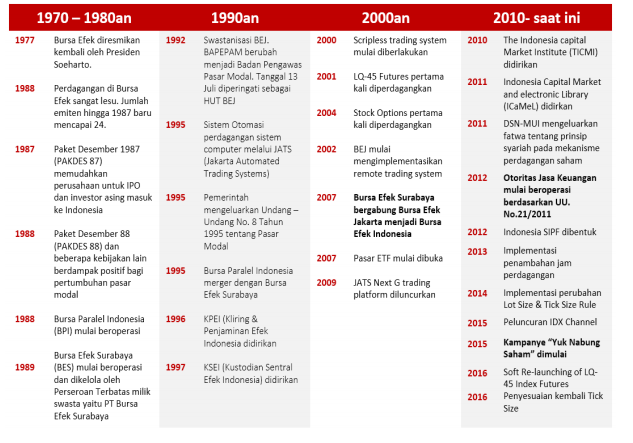 1970 – 1980an
1977 Bursa Efek diresmikan
kembali oleh Presiden
Soeharto.
1988 Perdagangan di Bursa
Efek sangat lesu. Jumlah
emiten hingga 1987 baru
mencapai 24.
1987 Paket Desember 1987
(PAKDES 87)
memudahkan
perusahaan untuk IPO
dan investor asing masuk
ke Indonesia
1988 Paket Desember 88
(PAKDES 88) dan
beberapa kebijakan lain
berdampak positif bagi
pertumbuhan pasar
modal
1988 Bursa Paralel Indonesia
(BPI) mulai beroperasi
Bursa Efek Surabaya
1989 (BES) mulai beroperasi
dan dikelola oleh
Perseroan Terbatas milik
swasta yaitu PT Bursa
Efek Surabaya
1990an
1992 Swastanisasi BEJ.
BAPEPAM berubah
menjadi Badan Pengawas
Pasar Modal. Tanggal 13
Juli diperingati sebagai
HUT BEJ
1995 Sistem Otomasi
perdagangan sistem
computer melalui JATS
(Jakarta Automated
Trading Systems)
1995 Pemerintah
mengeluarkan Undang –
Undang No. 8 Tahun
1995 tentang Pasar
Modal
1995 Bursa Paralel Indonesia
merger dengan Bursa
Efek Surabaya
1996 KPEI (Kliring &
Penjaminan Efek
Indonesia didirikan
1997 KSEI (Kustodian Sentral
Efek Indonesia) didirikan
2000an
2000 Scripless trading system
mulai diberlakukan
2001 LQ-45 Futures pertama
kali diperdagangkan
2004 Stock Options pertama
kali diperdagangkan
2002 BEJ mulai
mengimplementasikan
remote trading system
2007 Bursa Efek Surabaya
bergabung Bursa Efek
Jakarta menjadi Bursa
Efek Indonesia
2007 Pasar ETF mulai dibuka
2009 JATS Next G trading
platform diluncurkan
2010- saat ini
2010 The Indonesia capital
Market Institute (TICMI)
didirikan
2011 Indonesia Capital Market
and electronic Library
(ICaMeL) didirkan
2011 DSN-MUI mengeluarkan
fatwa tentang prinsip
syariah pada mekanisme
perdagangan saham
2012 Otoritas Jasa Keuangan
mulai beroperasi
berdasarkan UU.
No.21/2011
2012 Indonesia SIPF dibentuk
2013 Implementasi
penambahan jam
perdagangan
2014 Implementasi perubahan
Lot Size & Tick Size Rule
2015 Peluncuran IDX Channel
2015 Kampanye “Yuk Nabung
Saham” dimulai
2016 Soft Re-launching of LQ-
45 Index Futures
2016 Penyesuaian kembali Tick
Size